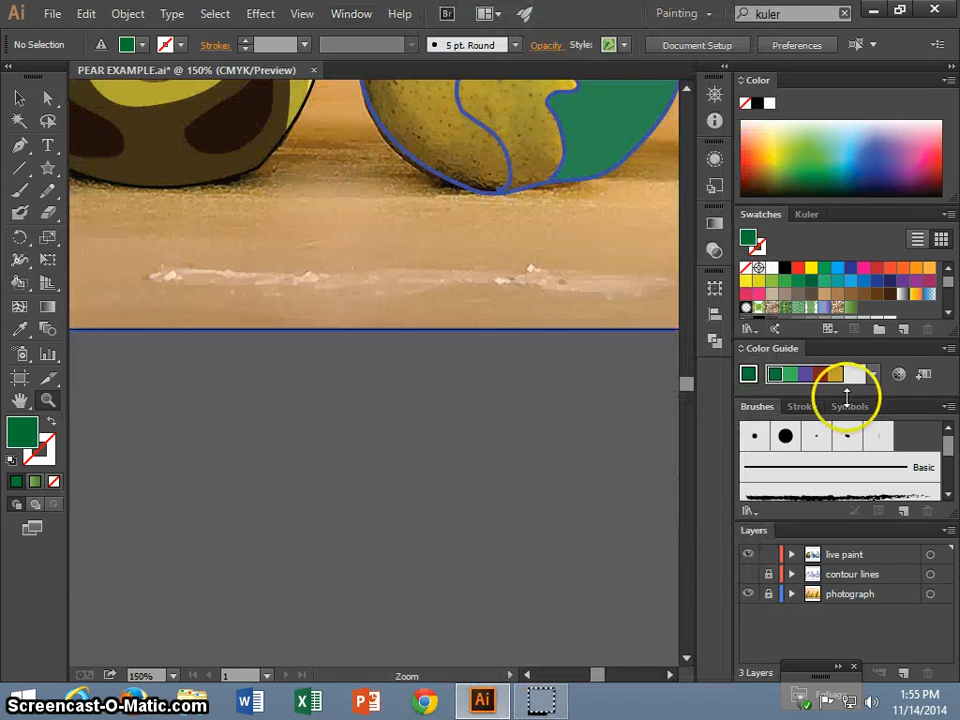 Ai File Edit Object Type Select Effect View Window Help Br Painting kuler
No Selection Stroke: 5 pt. Round Opacity Style: Document Setup Preferences
PEAR EXAMPLE.ai* @ 150% (CMYK/Preview)
Color
Swatches Kuler
Color Guide
Brushes Stroke Symbols
Basic
Layers
live paint
contour lines
photograph
150% 1 Zoom
3 Layers
Foliage
Screencast-O-Matic.com
Ai
1:55 PM
11/14/2014